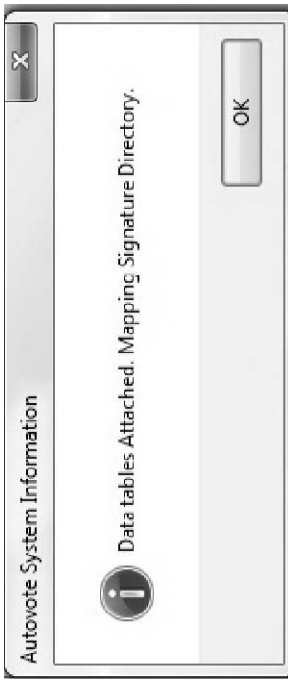 Autovote System Information
X
Data tables Attached. Mapping Signature Directory.
OK